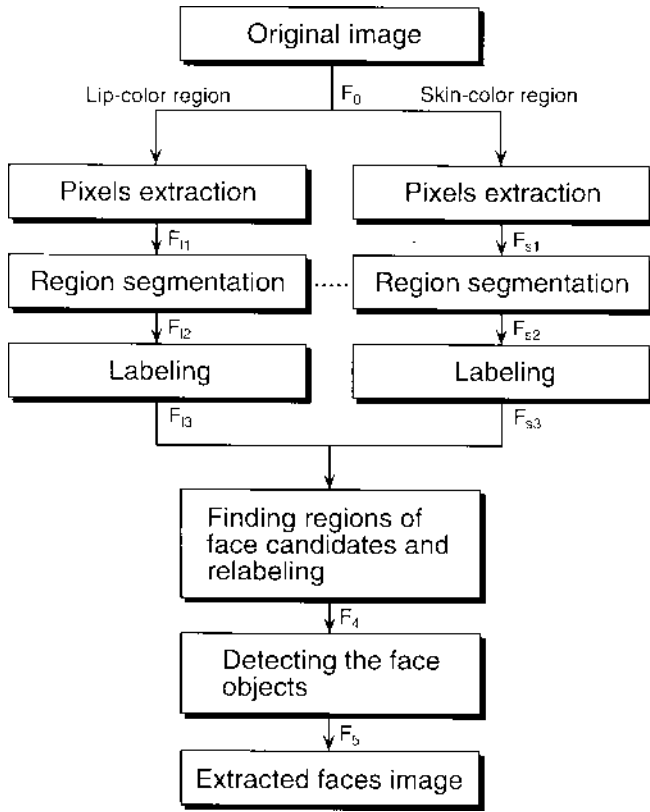 Original image
Lip-color region
F0
Skin-color region
Pixels extraction
Pixels extraction
Fl1
Fs1
Region segmentation
Region segmentation
Fl2
Fs2
Labeling
Labeling
Fl3
Fs3
Finding regions of
face candidates and
relabeling
F4
Detecting the face
objects
F5
Extracted faces image